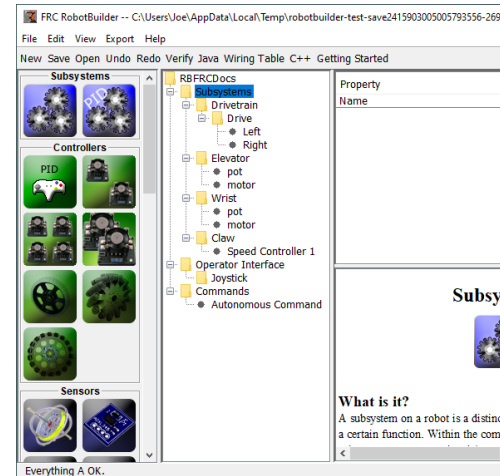 FRC RobotBuilder -- C:\Users\Joe\AppData\Local\Temp\robotbuilder-test-save2415903005005793556-269
File Edit View Export Help
New Save Open Undo Redo Verify Java Wiring Table C++ Getting Started
Subsystems
PID
Controllers
PID
Sensors
RBFRCDocs
Subsystems
Drivetrain
Drive
Left
Right
Elevator
pot
motor
Wrist
pot
motor
Claw
Speed Controller 1
Operator Interface
Joystick
Commands
Autonomous Command
Property
Name
Subsy
What is it?
A subsystem on a robot is a distinc
a certain function. Within the com
Everything A OK.